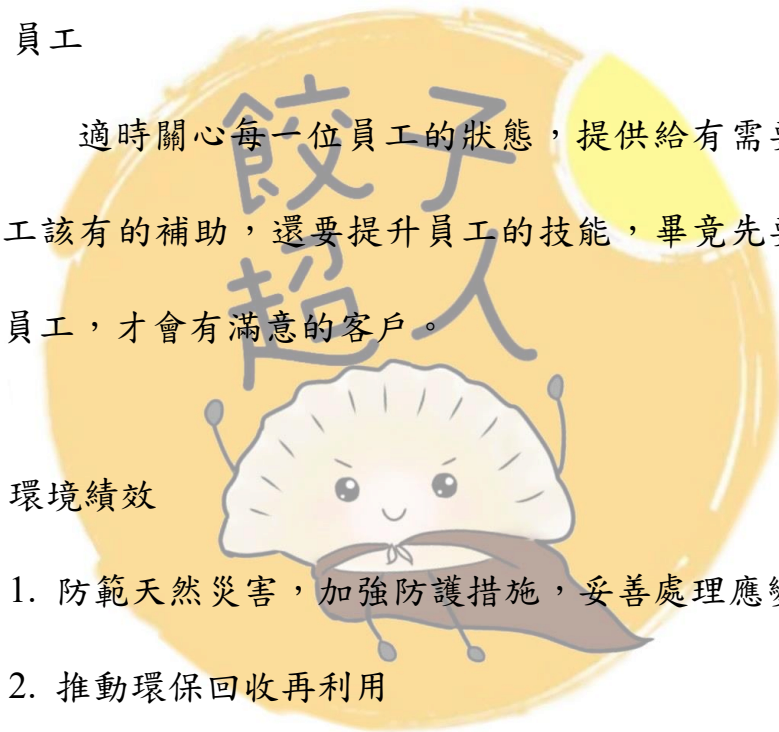 員工
餃子
適時關心每一位員工的狀態，提供給有需
工該有的補助，還要提升員工的技能，畢竟先
超人
員工，才會有滿意的客戶。
環境績效
1. 防範天然災害，加強防護措施，妥善處理應
2. 推動環保回收再利用